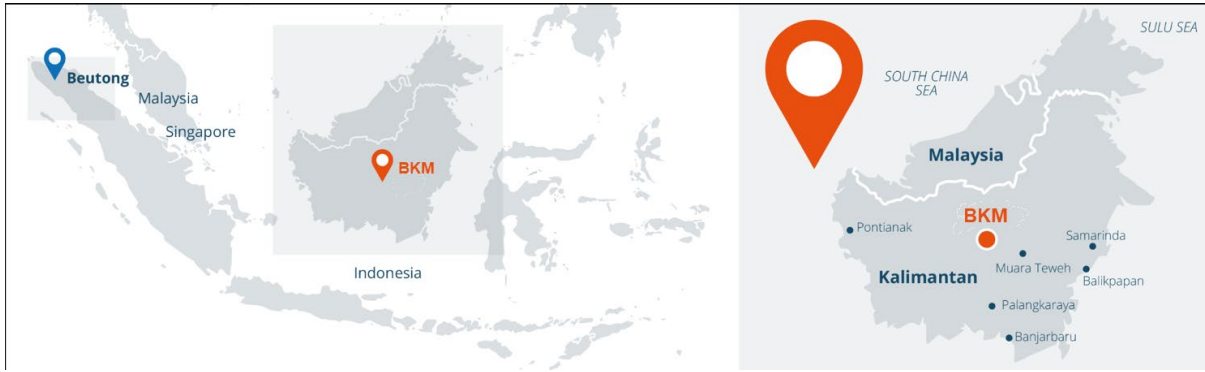 Beutong
Malaysia
Singapore
BKM
Indonesia
SULU SEA
SOUTH CHINA
SEA
Malaysia
BKM
Pontianak
Samarinda
Muara Teweh
Kalimantan
Balikpapan
Palangkaraya
Banjarbaru